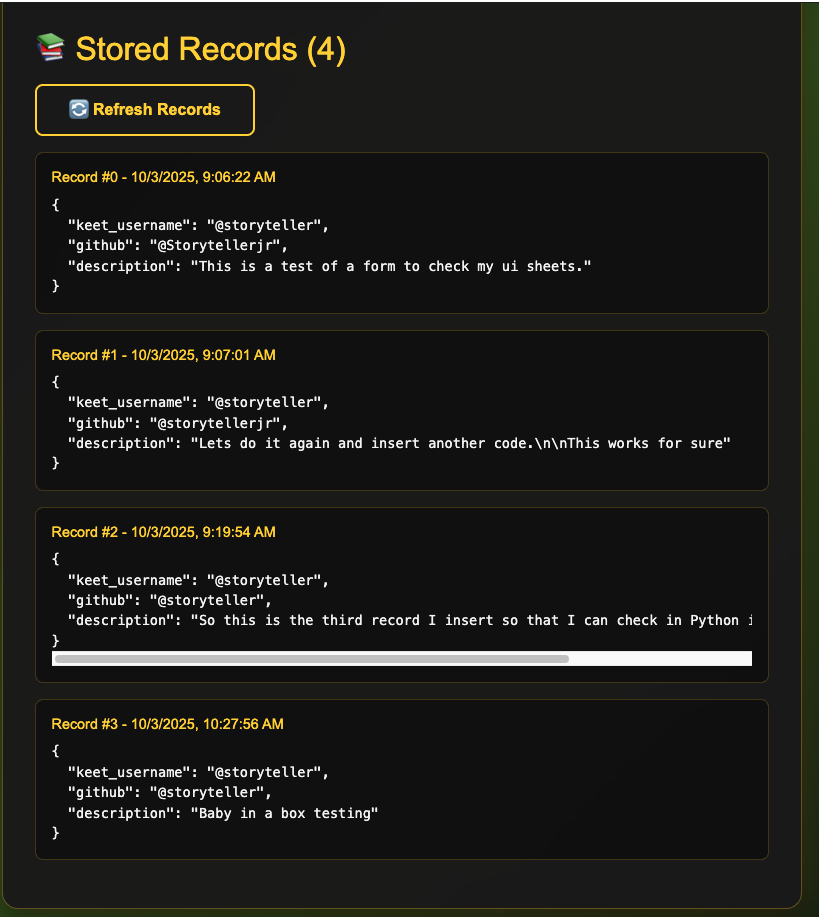 📚 Stored Records (4)
🔄 Refresh Records
Record #0 - 10/3/2025, 9:06:22 AM
{
  "keet_username": "@storyteller",
  "github": "@Storytellerjr",
  "description": "This is a test of a form to check my ui sheets."
}
Record #1 - 10/3/2025, 9:07:01 AM
{
  "keet_username": "@storyteller",
  "github": "@storytellerjr",
  "description": "Lets do it again and insert another code.\n\nThis works for sure"
}
Record #2 - 10/3/2025, 9:19:54 AM
{
  "keet_username": "@storyteller",
  "github": "@storyteller",
  "description": "So this is the third record I insert so that I can check in Python
}
Record #3 - 10/3/2025, 10:27:56 AM
{
  "keet_username": "@storyteller",
  "github": "@storyteller",
  "description": "Baby in a box testing"
}